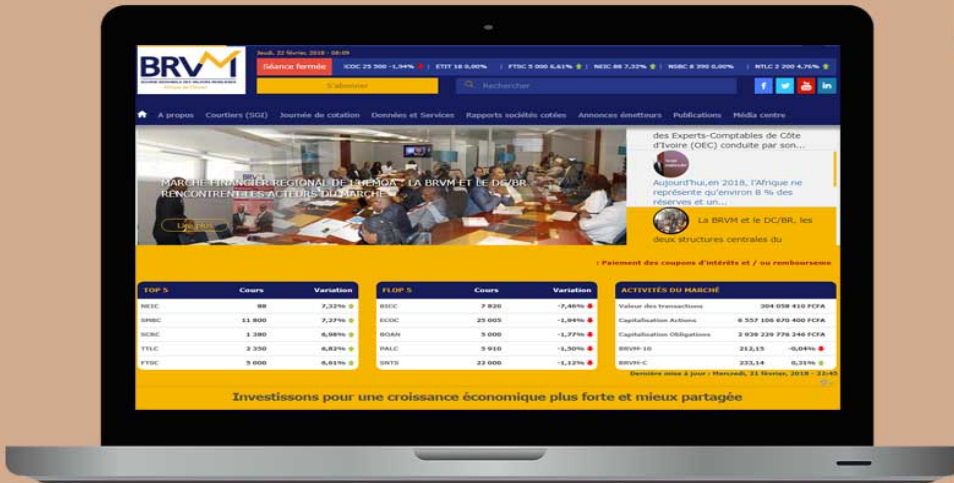 BRVM
BOURSE REGIONALE DES VALEURS MOBILIERES
Afrique de l'Ouest
Jeudi, 22 février, 2018 - 08:09
Séance fermée
ICOC 25 500 -1,94% | ETIT 18 0,00% | FTSC 5 000 6,61% | NEIC 88 7,32% | NSBC 8 390 0,00% | NTLC 2 200 4,76%
S'abonner
Rechercher
A propos Courtiers (SGI) Journée de cotation Données et Services Rapports sociétés cotées Annonces émetteurs Publications Média centre
MARCHE FINANCIER REGIONAL DE L'UEMOA : LA BRVM ET LE DC/BR
RENCONTRENT LES ACTEURS DU MARCHE
Lire plus
des Experts-Comptables de Côte
d'Ivoire (OEC) conduite par son...
Aujourd'hui,en 2018, l'Afrique ne
représente qu'environ 8 % des
réserves et un...
La BRVM et le DC/BR, les
deux structures centrales du
: Paiement des coupons d'intérêts et / ou rembourseme
TOP 5 Cours Variation
NEIC 88 7,32%
SMBC 11 800 7,27%
SCRC 1 280 6,98%
TTLC 2 350 6,82%
FTSC 5 000 6,61%
FLOP 5 Cours Variation
BICC 7 820 -7,46%
ECOC 25 005 -1,94%
BOAN 5 000 -1,77%
PALC 5 910 -1,50%
SNTS 22 000 -1,12%
ACTIVITÉS DU MARCHÉ
Valeur des transactions 304 058 410 FCFA
Capitalisation Actions 6 557 106 670 400 FCFA
Capitalisation Obligations 2 939 229 776 246 FCFA
BRVM-10 212,15 -0,04%
BRVM-C 233,14 0,31%
Dernière mise à jour : Mercredi, 21 février, 2018 - 22:45
Investissons pour une croissance économique plus forte et mieux partagée